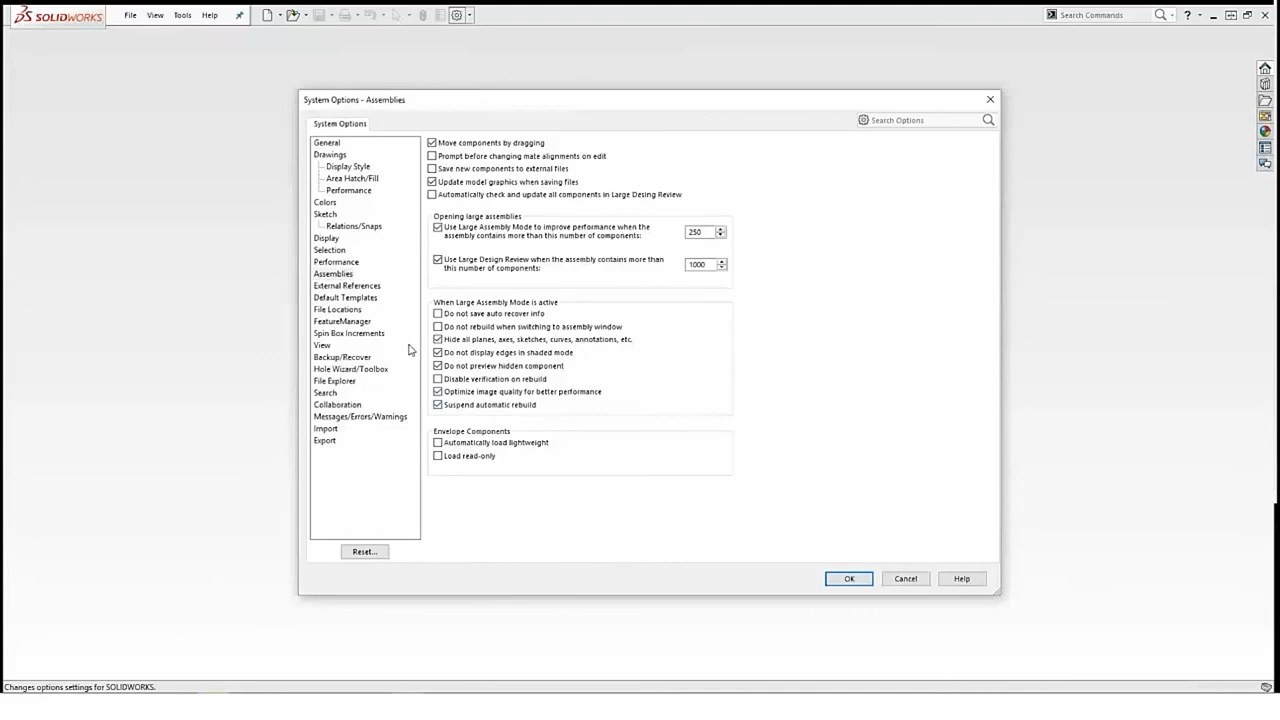 SOLIDWORKS File View Tools Help Search Commands ?
System Options - Assemblies
System Options
Search Options
General
Drawings
Display Style
Area Hatch/Fill
Performance
Colors
Sketch
Relations/Snaps
Display
Selection
Performance
Assemblies
External References
Default Templates
File Locations
FeatureManager
Spin Box Increments
View
Backup/Recover
Hole Wizard/Toolbox
File Explorer
Search
Collaboration
Messages/Errors/Warnings
Import
Export
Reset...
Move components by dragging
Prompt before changing mate alignments on edit
Save new components to external files
Update model graphics when saving files
Automatically check and update all components in Large Desing Review
Opening large assemblies
Use Large Assembly Mode to improve performance when the
assembly contains more than this number of components:
250
Use Large Design Review when the assembly contains more than
this number of components:
1000
When Large Assembly Mode is active
Do not save auto recover info
Do not rebuild when switching to assembly window
Hide all planes, axes, sketches, curves, annotations, etc.
Do not display edges in shaded mode
Do not preview hidden component
Disable verification on rebuild
Optimize image quality for better performance
Suspend automatic rebuild
Envelope Components
Automatically load lightweight
Load read-only
OK Cancel Help
Changes options settings for SOLIDWORKS.